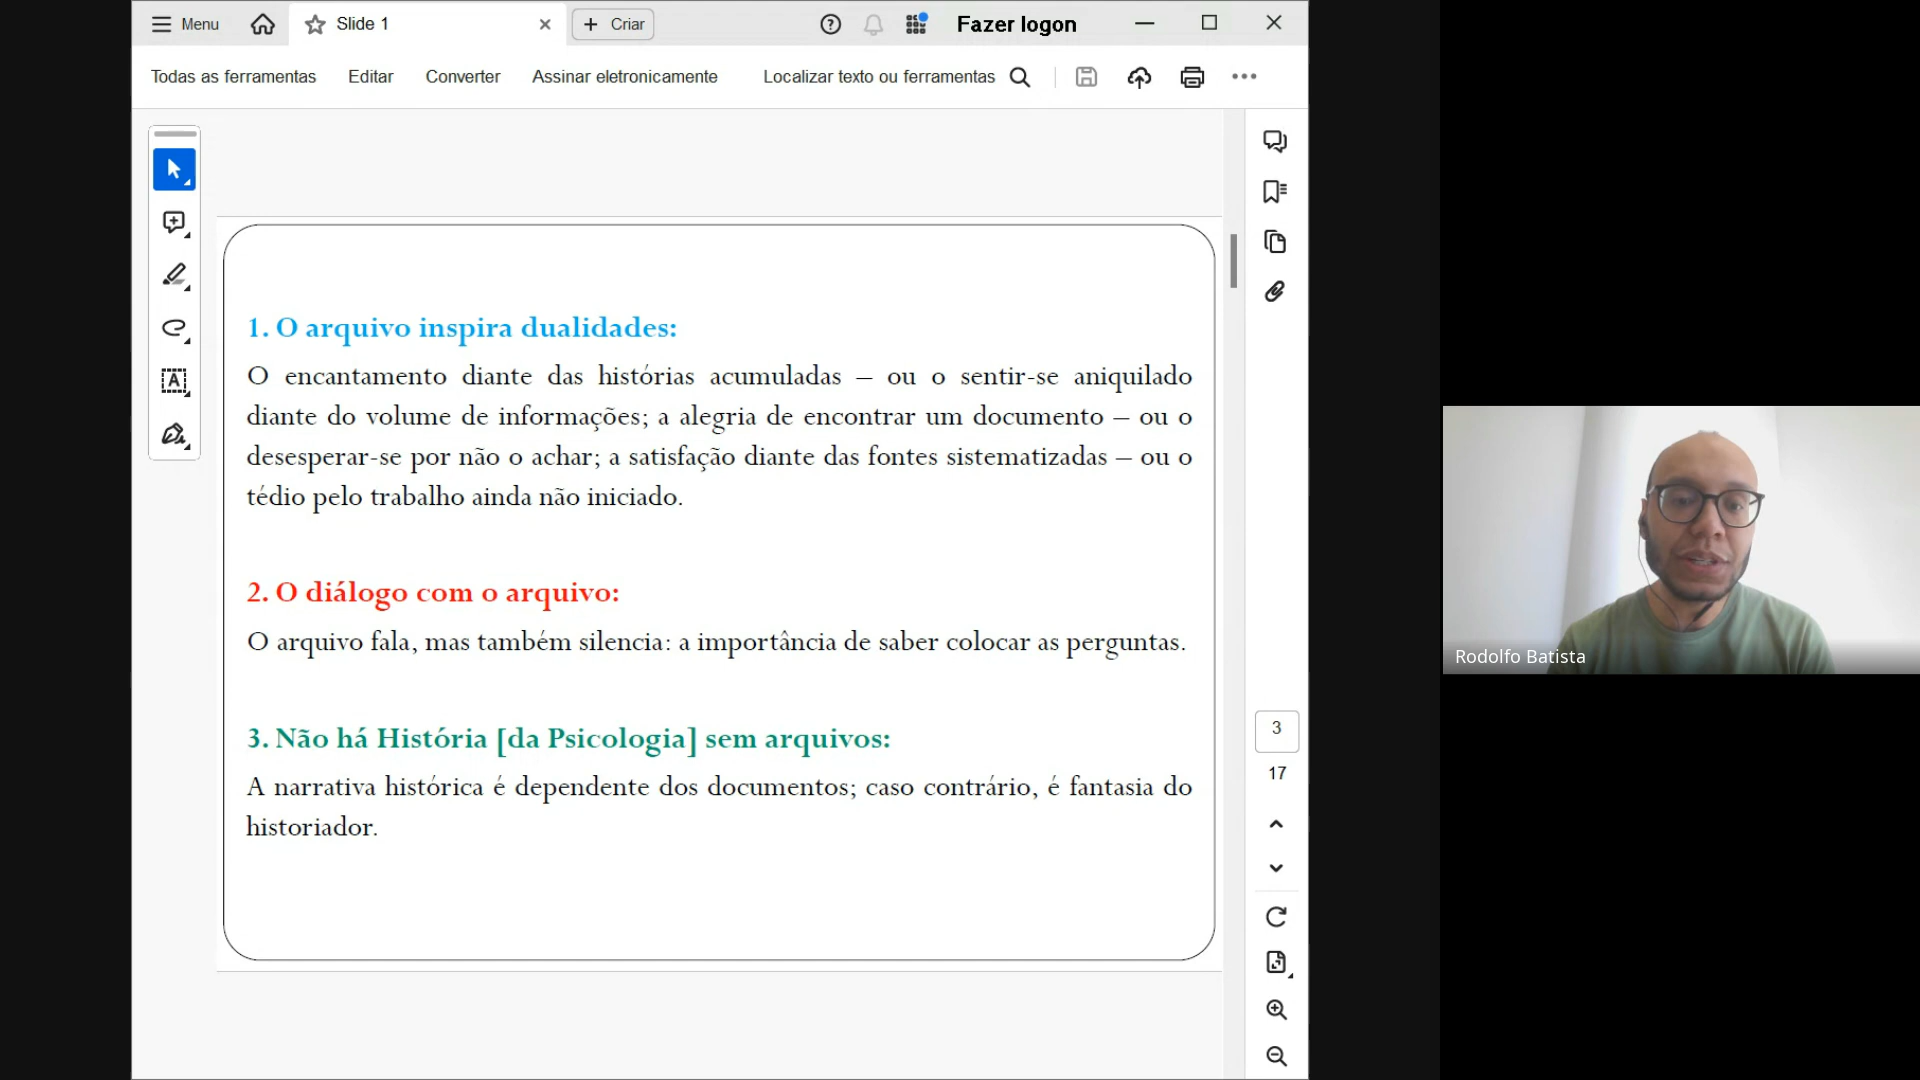 Menu
Slide 1
Criar
Fazer logon
Todas as ferramentas
Editar
Converter
Assinar eletronicamente
Localizar texto ou ferramentas
1. O arquivo inspira dualidades:
O encantamento diante das histórias acumuladas – ou o sentir-se aniquilado
diante do volume de informações; a alegria de encontrar um documento – ou o
desesperar-se por não o achar; a satisfação diante das fontes sistematizadas – ou o
tédio pelo trabalho ainda não iniciado.
2. O diálogo com o arquivo:
O arquivo fala, mas também silencia: a importância de saber colocar as perguntas.
3. Não há História [da Psicologia] sem arquivos:
A narrativa histórica é dependente dos documentos; caso contrário, é fantasia do
historiador.
3
17
Rodolfo Batista